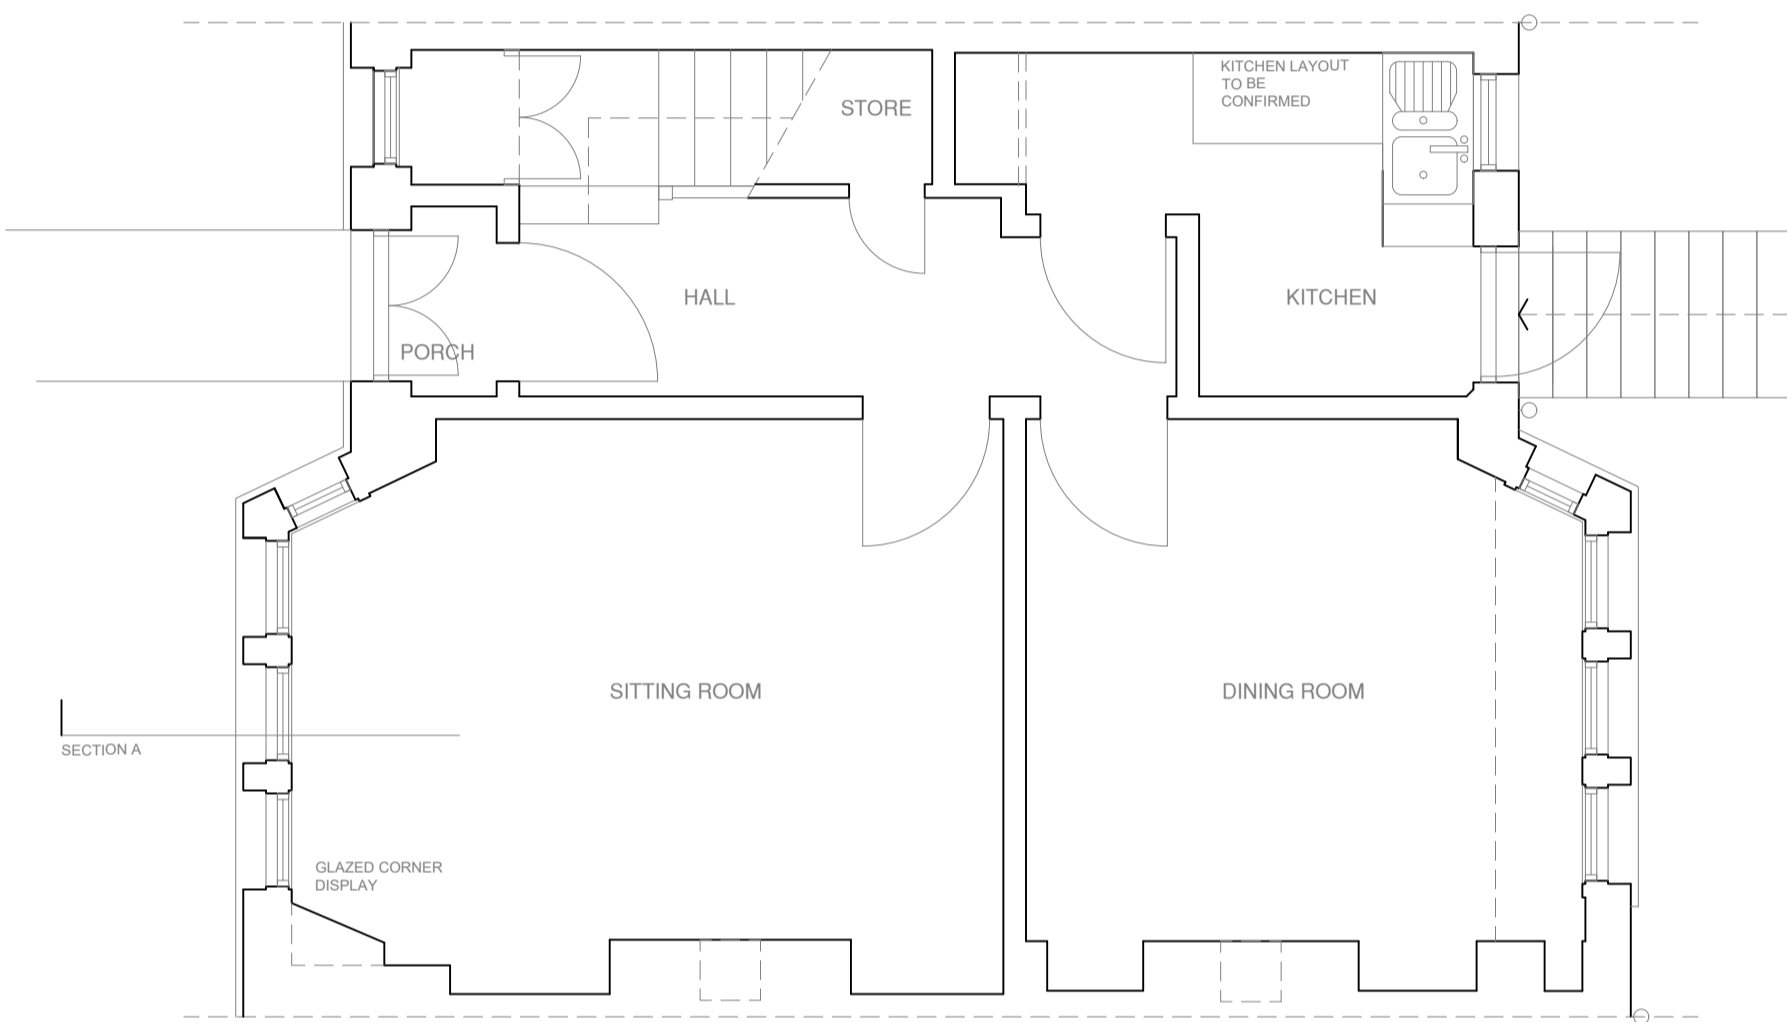 KITCHEN LAYOUT
TO BE
CONFIRMED
STORE
HALL
KITCHEN
PORCH
SITTING ROOM
DINING ROOM
SECTION A
GLAZED CORNER
DISPLAY